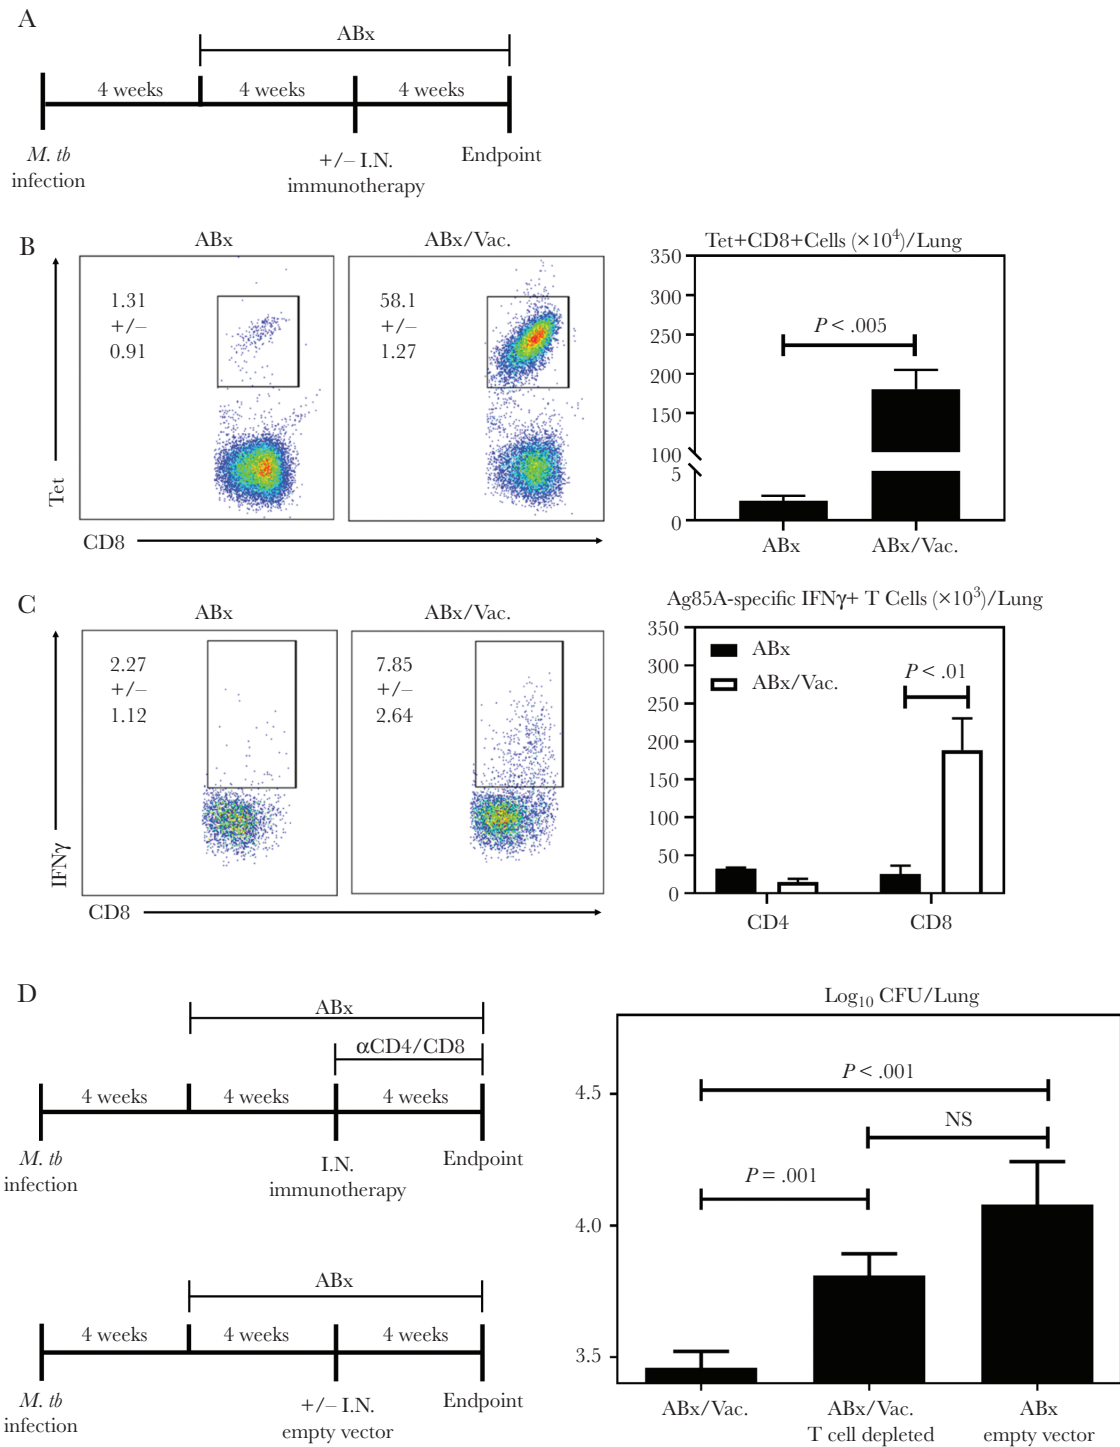 A
ABx
4 weeks
4 weeks
4 weeks
M. tb
infection
+/– I.N.
immunotherapy
Endpoint
B
ABx
ABx/Vac.
1.31
+/–
0.91
58.1
+/–
1.27
Tet
CD8
Tet+CD8+Cells (×10⁴)/Lung
350
300
250
200
150
100
5
0
P < .005
ABx
ABx/Vac.
C
ABx
ABx/Vac.
2.27
+/–
1.12
7.85
+/–
2.64
IFNγ
CD8
Ag85A-specific IFNγ+ T Cells (×10³)/Lung
350
300
250
200
150
100
50
0
ABx
ABx/Vac.
P < .01
CD4
CD8
D
ABx
αCD4/CD8
4 weeks
4 weeks
4 weeks
M. tb
infection
I.N.
immunotherapy
Endpoint
ABx
4 weeks
4 weeks
4 weeks
M. tb
infection
+/– I.N.
empty vector
Endpoint
Log₁₀ CFU/Lung
4.5
4.0
3.5
P < .001
NS
P = .001
ABx/Vac.
ABx/Vac.
T cell depleted
ABx
empty vector